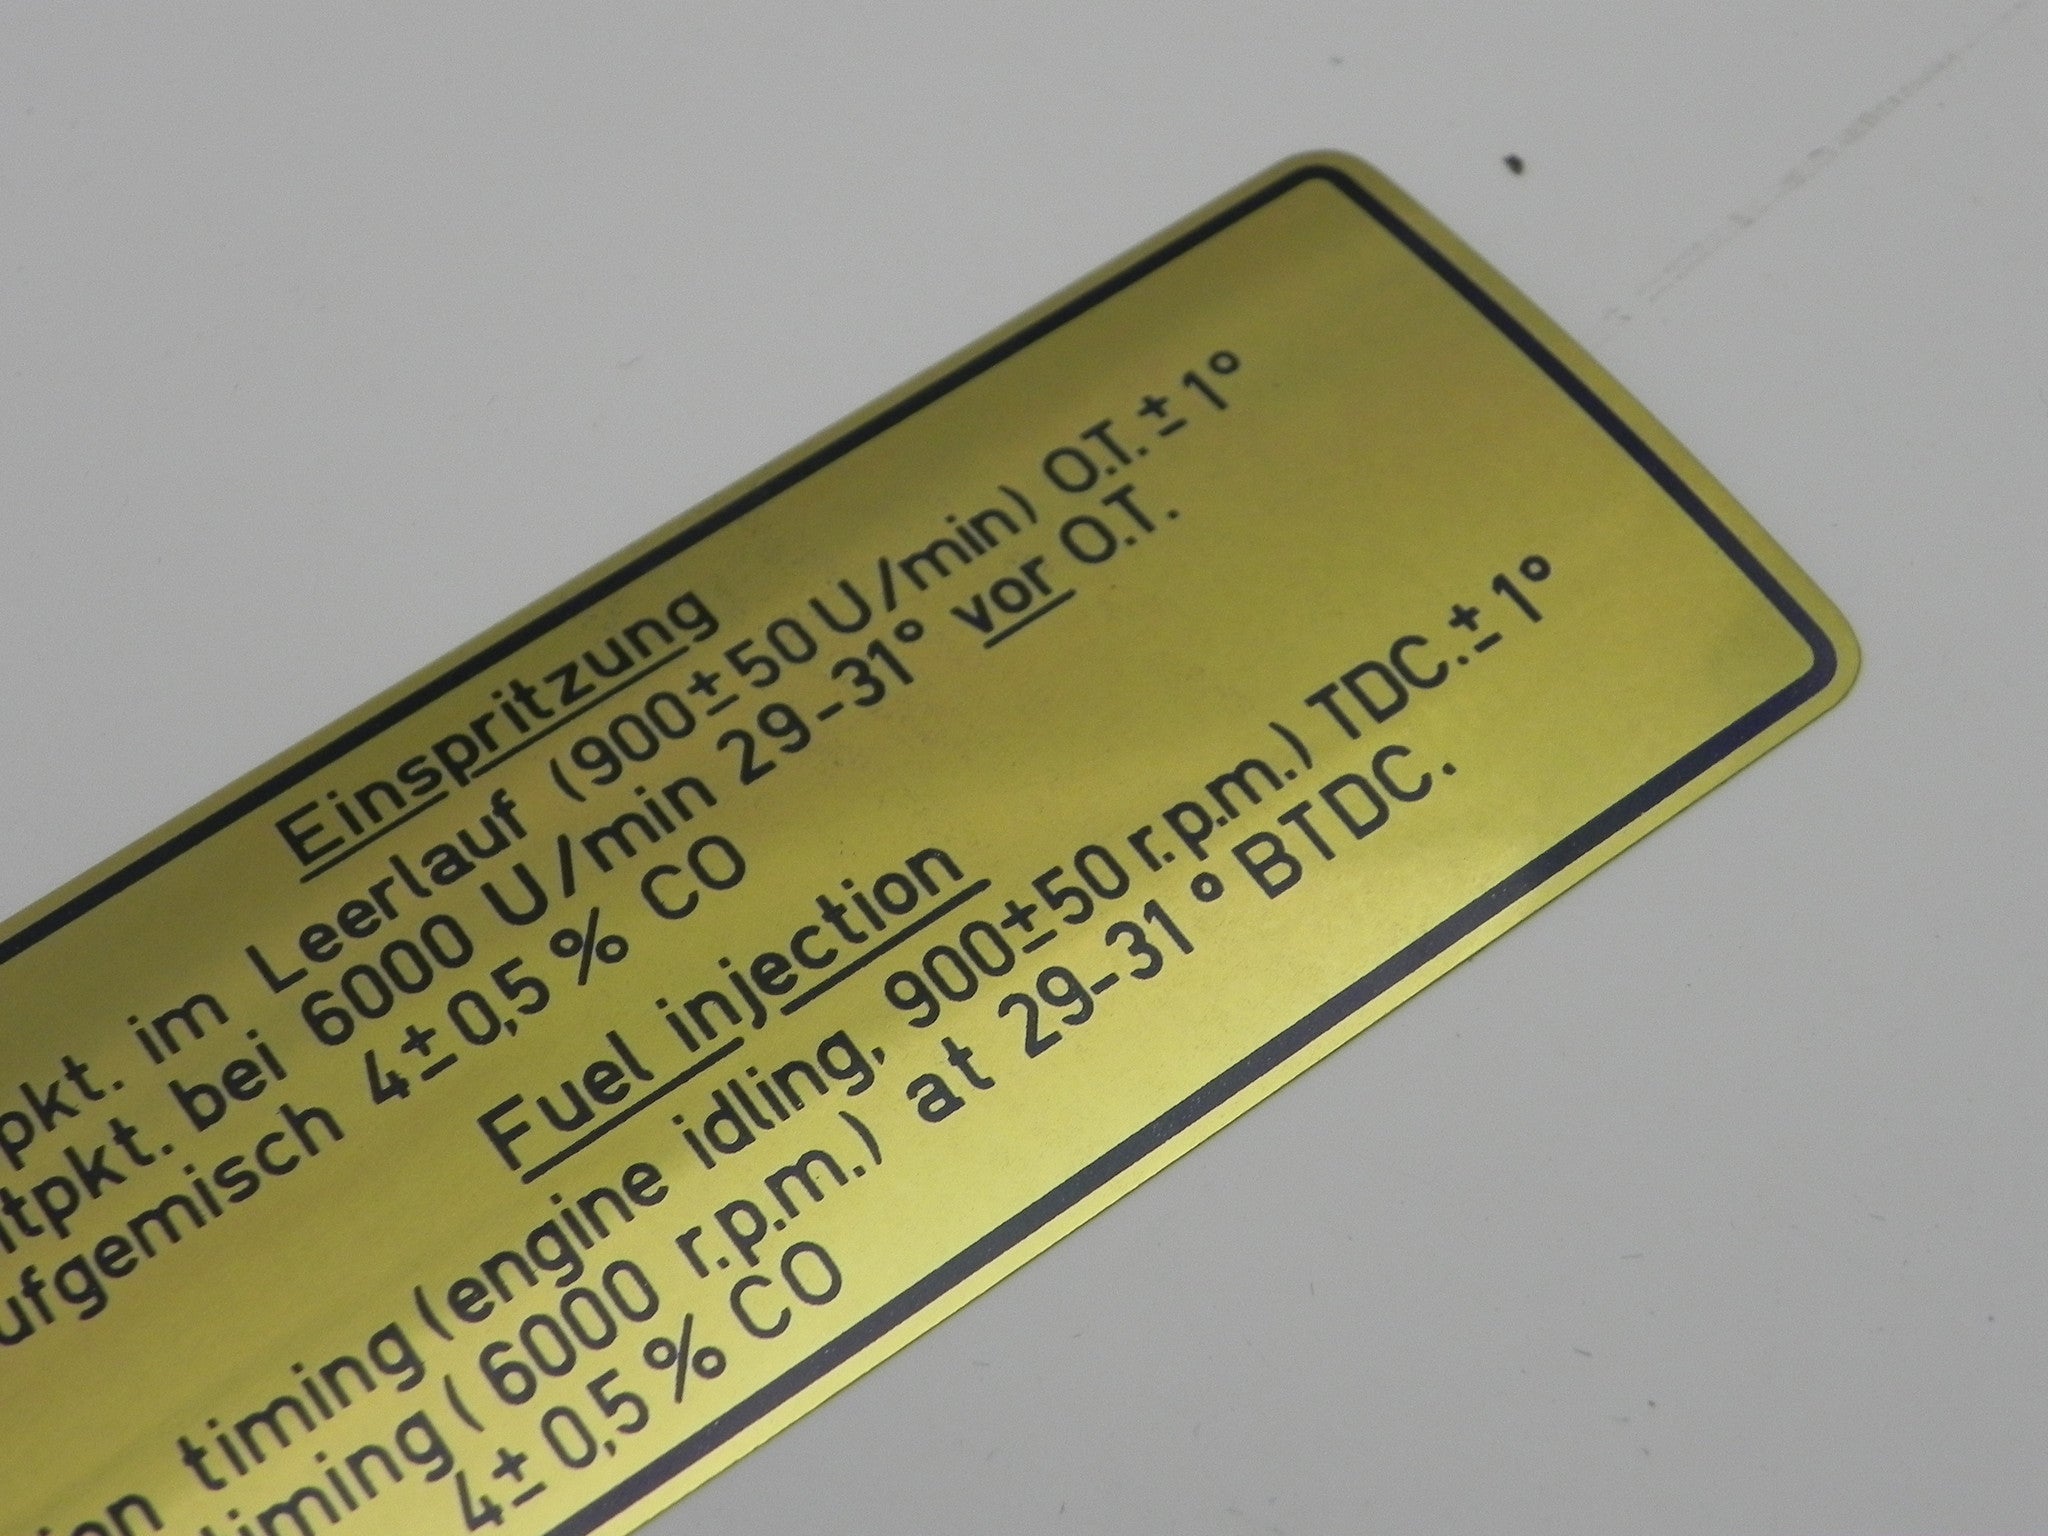 Einspritzung
pkt. im Leerlauf (900±50 U/min) O.T. ± 1°
tpkt. bei 6000 U/min 29-31° vor O.T.
ufgemisch 4±0,5 % CO
Fuel injection
timing (engine idling, 900±50 r.p.m.) TDC. ± 1°
timing ( 6000 r.p.m.) at 29-31° BTDC.
4±0,5 % CO